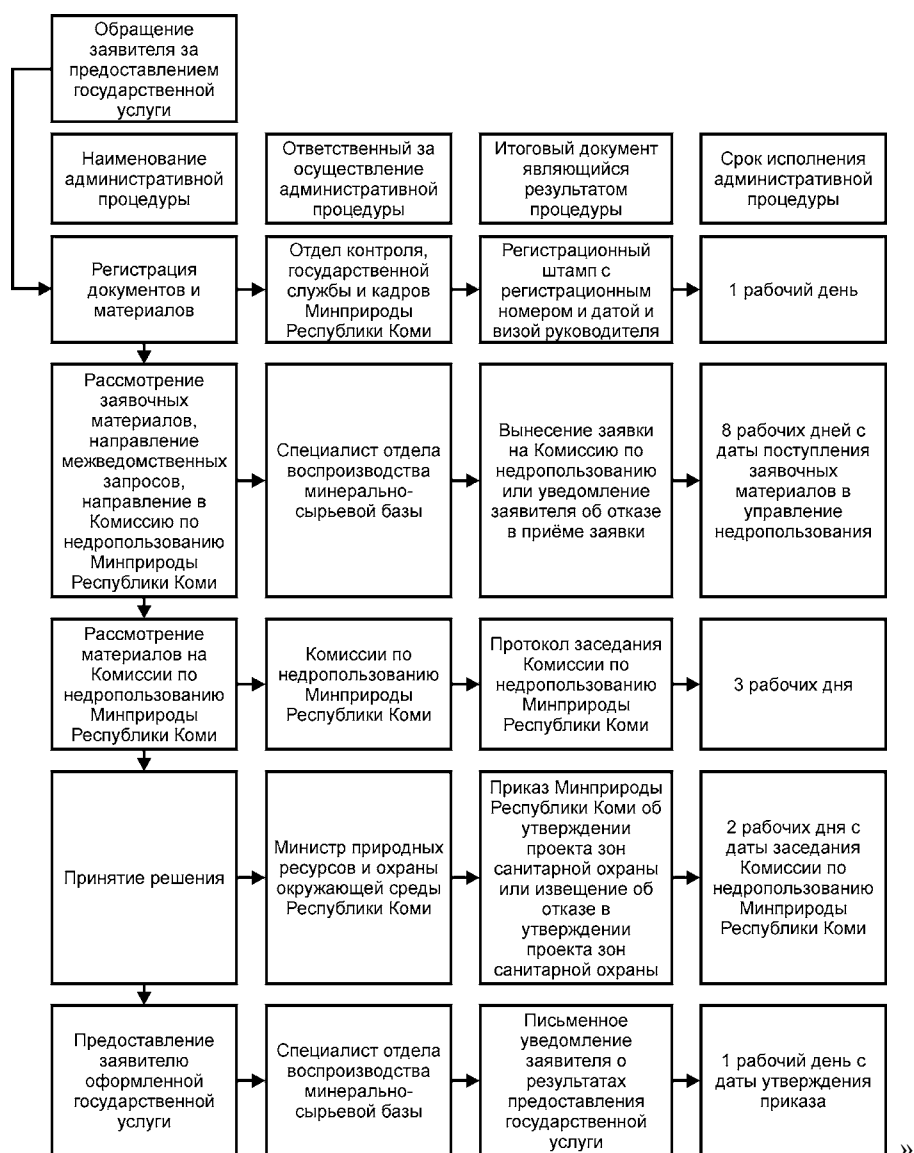 Обращение
заявителя за
предоставлением
государственной
услуги
Наименование
административной
процедуры
Ответственный за
осуществление
административной
процедуры
Итоговый документ
являющийся
результатом
процедуры
Срок исполнения
административной
процедуры
Регистрация
документов и
материалов
Отдел контроля,
государственной
службы и кадров
Минприроды
Республики Коми
Регистрационный
штамп с
регистрационным
номером и датой и
визой руководителя
1 рабочий день
Рассмотрение
заявочных
материалов,
направление
межведомственных
запросов,
направление в
Комиссию по
недропользованию
Минприроды
Республики Коми
Специалист отдела
воспроизводства
минерально-
сырьевой базы
Вынесение заявки
на Комиссию по
недропользованию
или уведомление
заявителя об отказе
в приёме заявки
8 рабочих дней с
даты поступления
заявочных
материалов в
управление
недропользования
Рассмотрение
материалов на
Комиссии по
недропользованию
Минприроды
Республики Коми
Комиссии по
недропользованию
Минприроды
Республики Коми
Протокол заседания
Комиссии по
недропользованию
Минприроды
Республики Коми
3 рабочих дня
Принятие решения
Министр природных
ресурсов и охраны
окружающей среды
Республики Коми
Приказ Минприроды
Республики Коми об
утверждении
проекта зон
санитарной охраны
или извещение об
отказе в
утверждении
проекта зон
санитарной охраны
2 рабочих дня с
даты заседания
Комиссии по
недропользованию
Минприроды
Республики Коми
Предоставление
заявителю
оформленной
государственной
услуги
Специалист отдела
воспроизводства
минерально-
сырьевой базы
Письменное
уведомление
заявителя о
результатах
предоставления
государственной
услуги
1 рабочий день с
даты утверждения
приказа
»